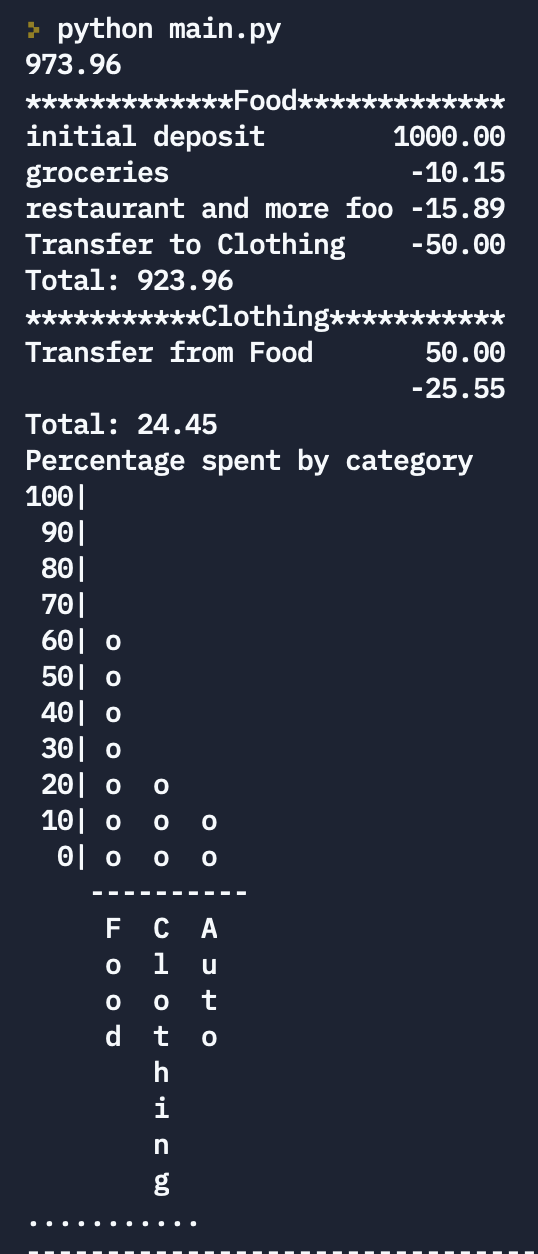 > python main.py
973.96
*************Food*************
initial deposit        1000.00
groceries               -10.15
restaurant and more foo -15.89
Transfer to Clothing    -50.00
Total: 923.96
***********Clothing***********
Transfer from Food       50.00
                        -25.55
Total: 24.45
Percentage spent by category
100|
 90|
 80|
 70|
 60| o
 50| o
 40| o
 30| o
 20| o  o
 10| o  o  o
  0| o  o  o
    ----------
     F  C  A
     o  l  u
     o  o  t
     d  t  o
        h
        i
        n
        g
...........
--------------------------------